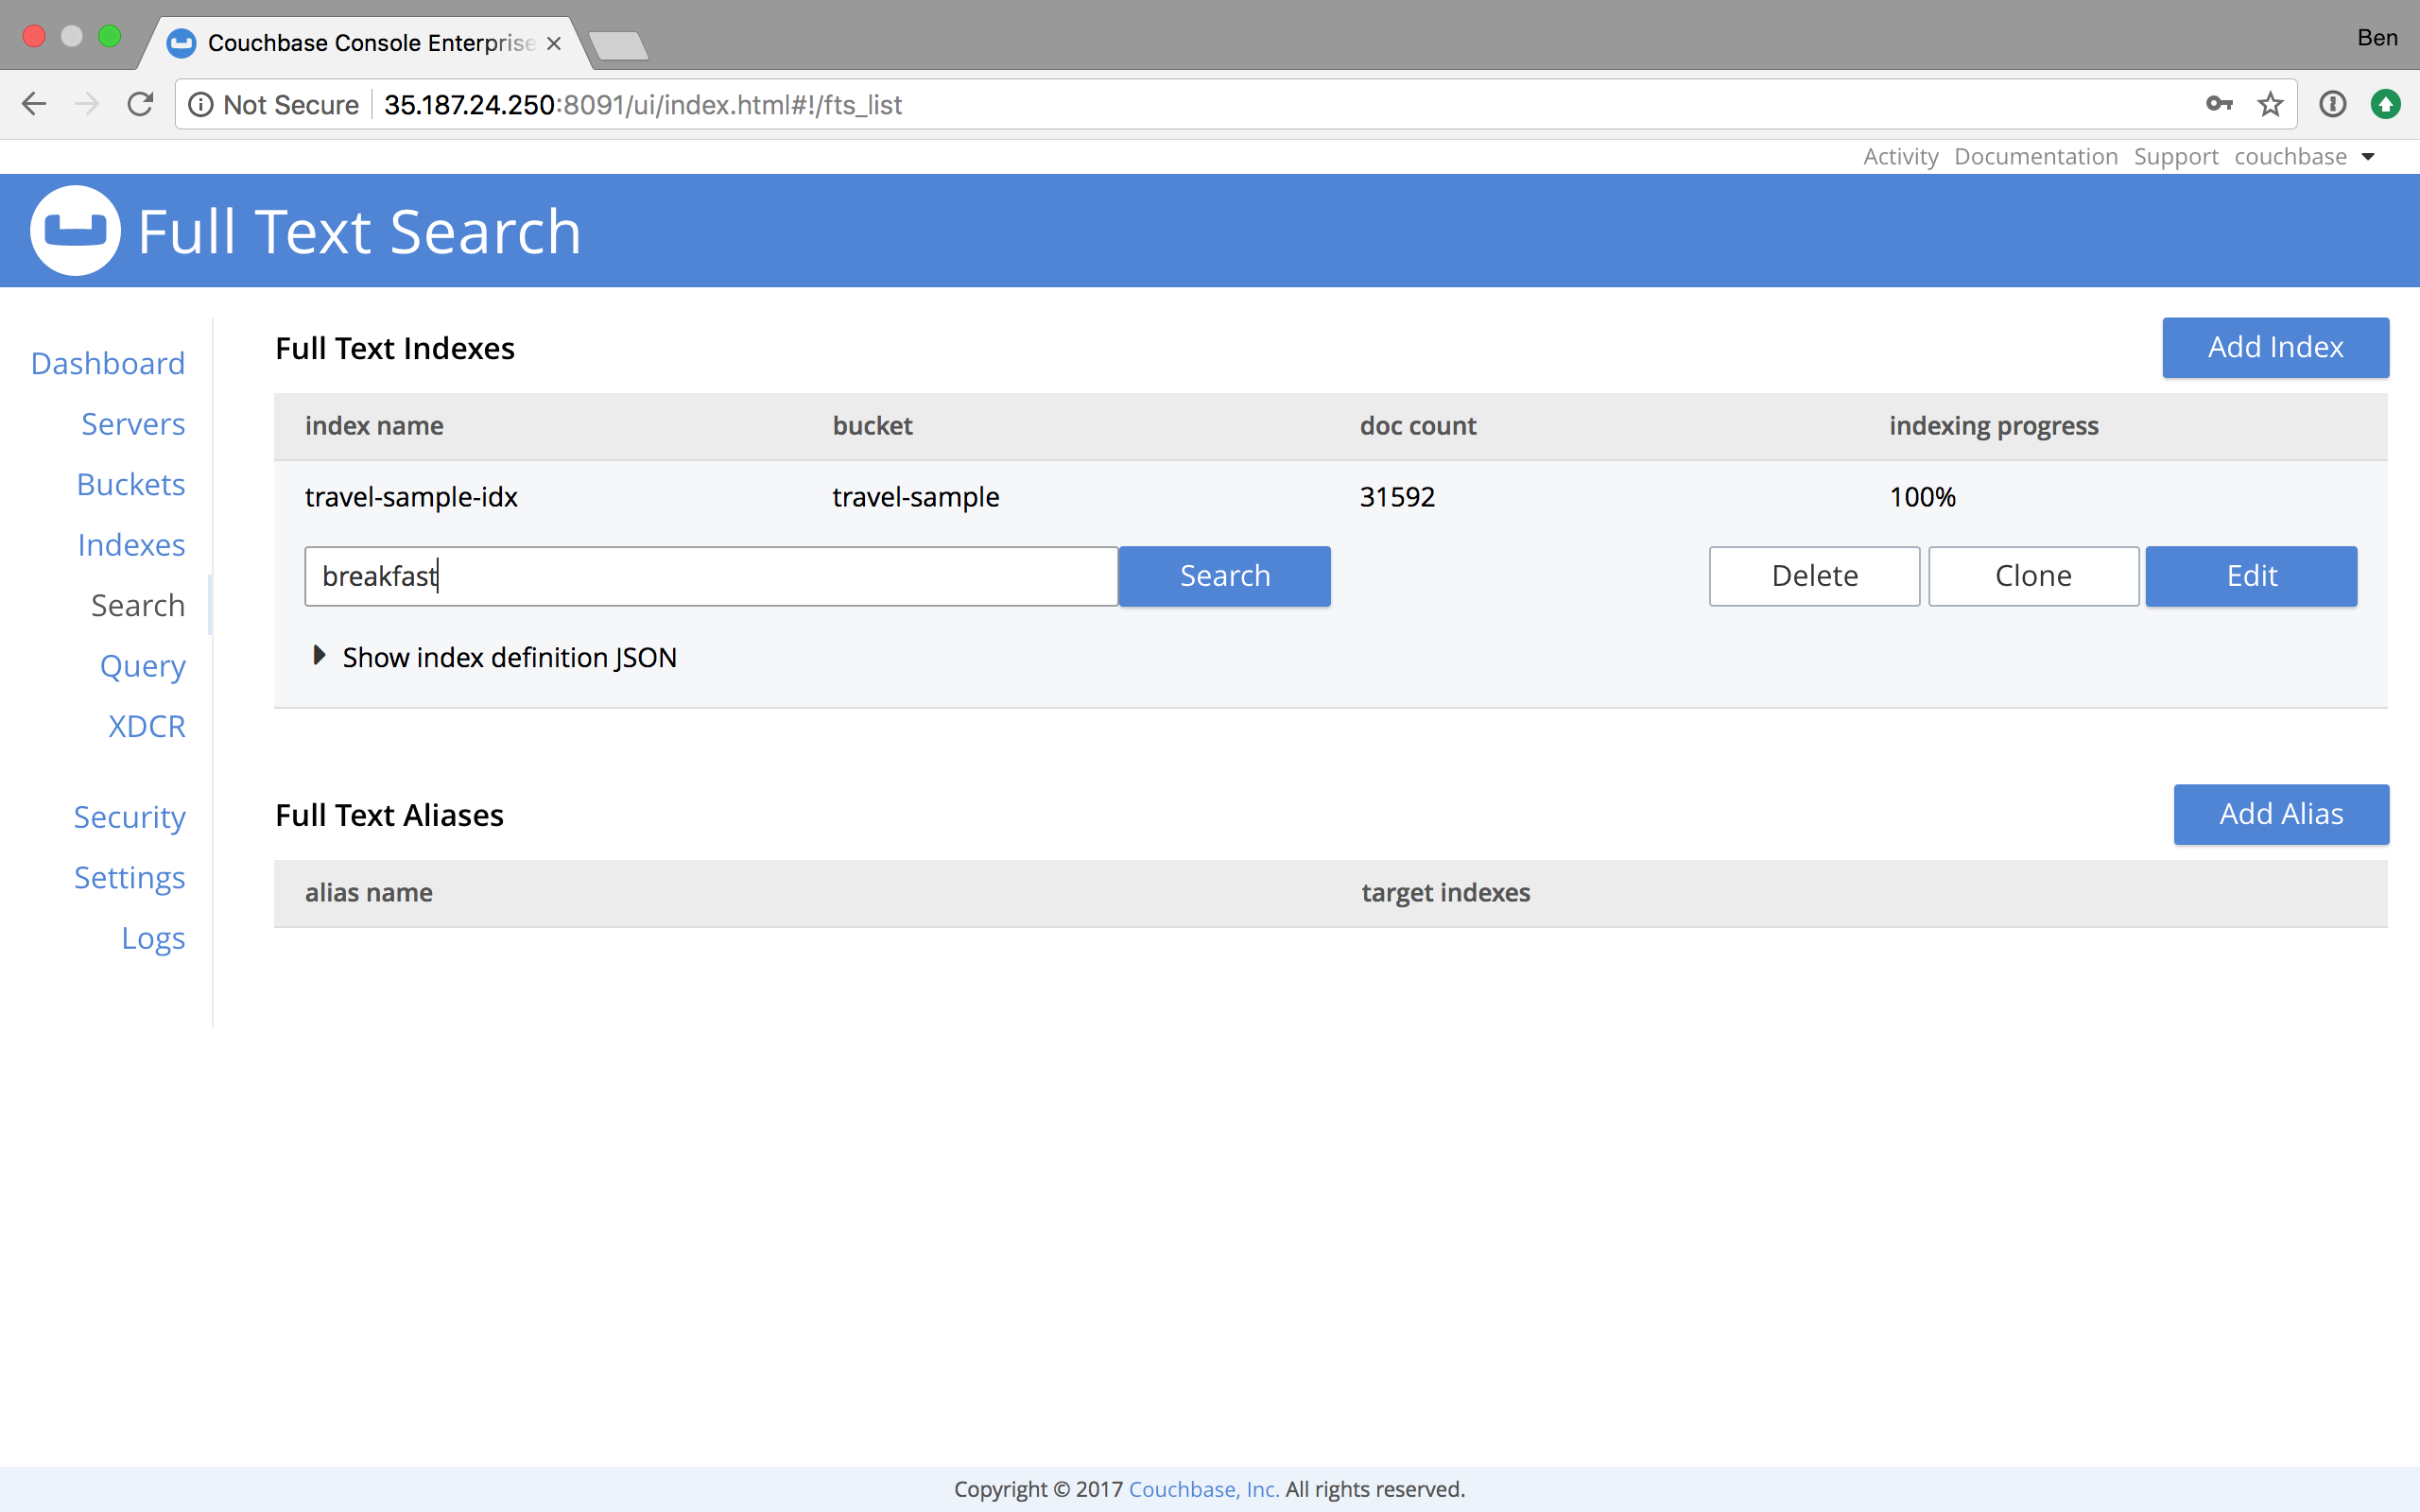 Couchbase Console Enterprise
Ben
Not Secure 35.187.24.250:8091/ui/index.html#!/fts_list
Activity Documentation Support couchbase
Full Text Search
Dashboard
Servers
Buckets
Indexes
Search
Query
XDCR
Security
Settings
Logs
Full Text Indexes
Add Index
index name bucket doc count indexing progress
travel-sample-idx travel-sample 31592 100%
breakfast Search Delete Clone Edit
Show index definition JSON
Full Text Aliases
Add Alias
alias name target indexes
Copyright © 2017 Couchbase, Inc. All rights reserved.